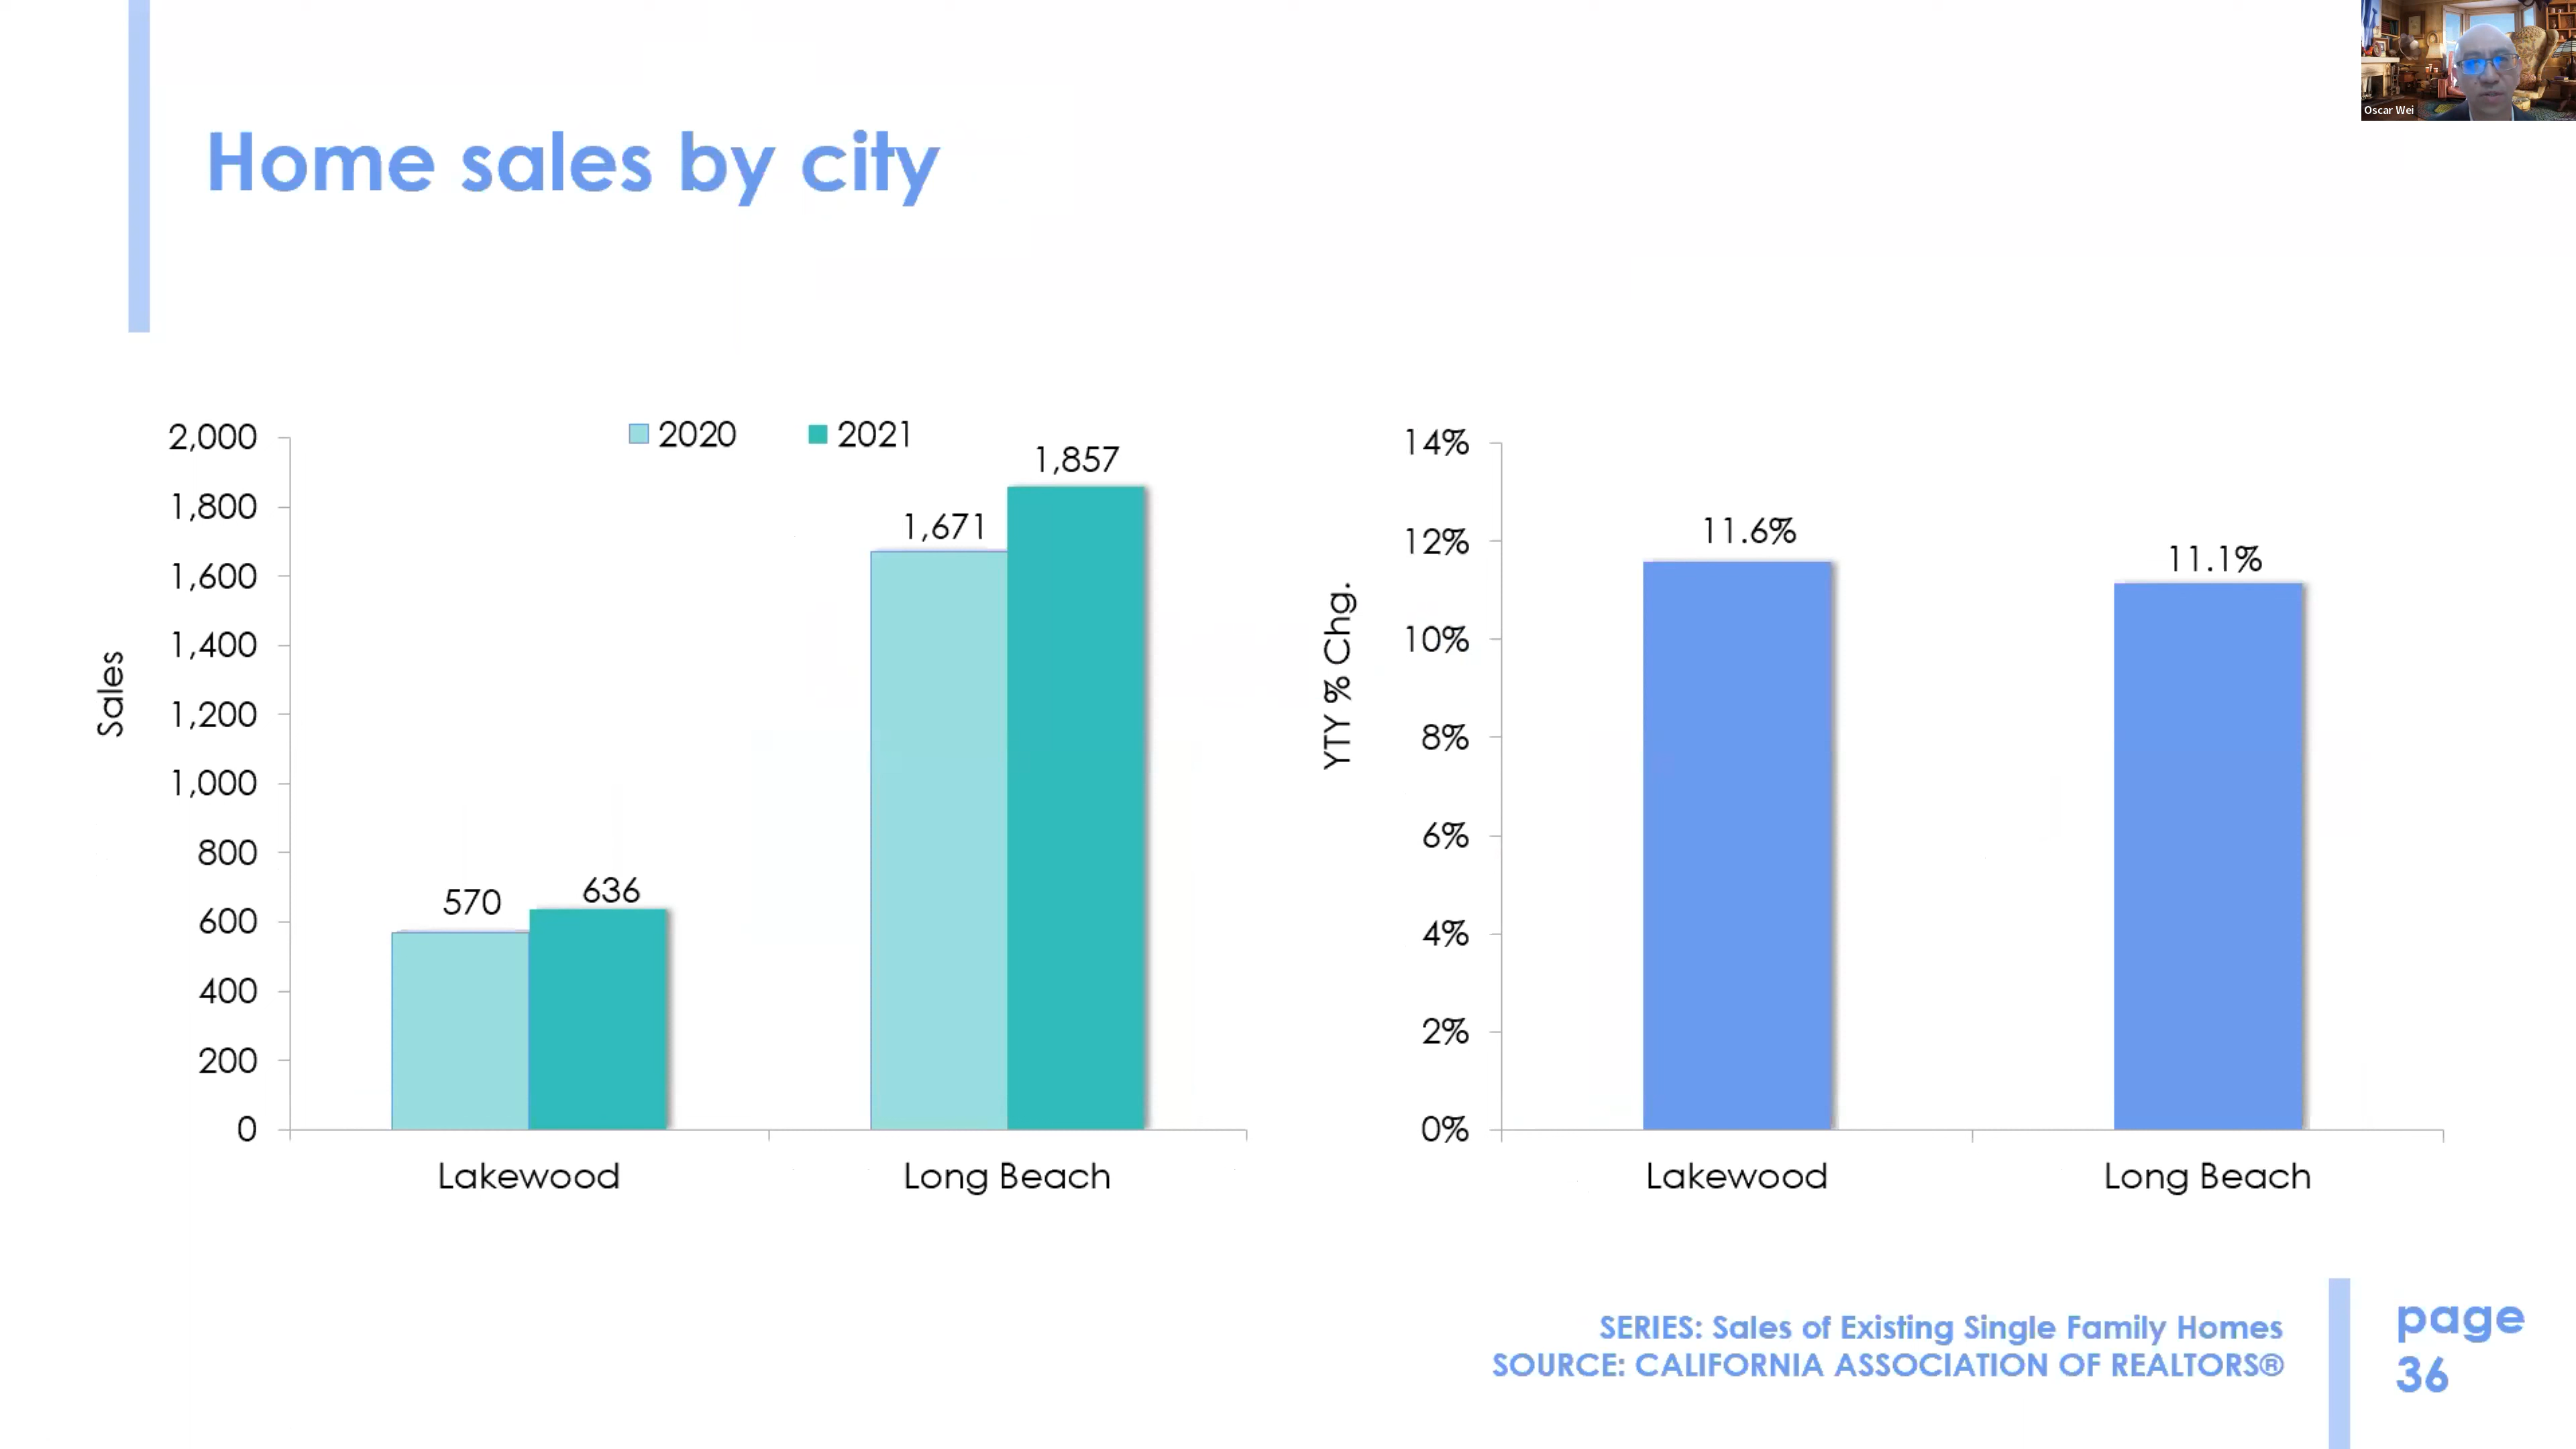 Oscar Wei
Home sales by city
2020
2021
Sales
2,000
1,800
1,600
1,400
1,200
1,000
800
600
400
200
0
570
636
1,671
1,857
Lakewood
Long Beach
YTY % Chg.
14%
12%
10%
8%
6%
4%
2%
0%
11.6%
11.1%
Lakewood
Long Beach
SERIES: Sales of Existing Single Family Homes
SOURCE: CALIFORNIA ASSOCIATION OF REALTORS®
page
36